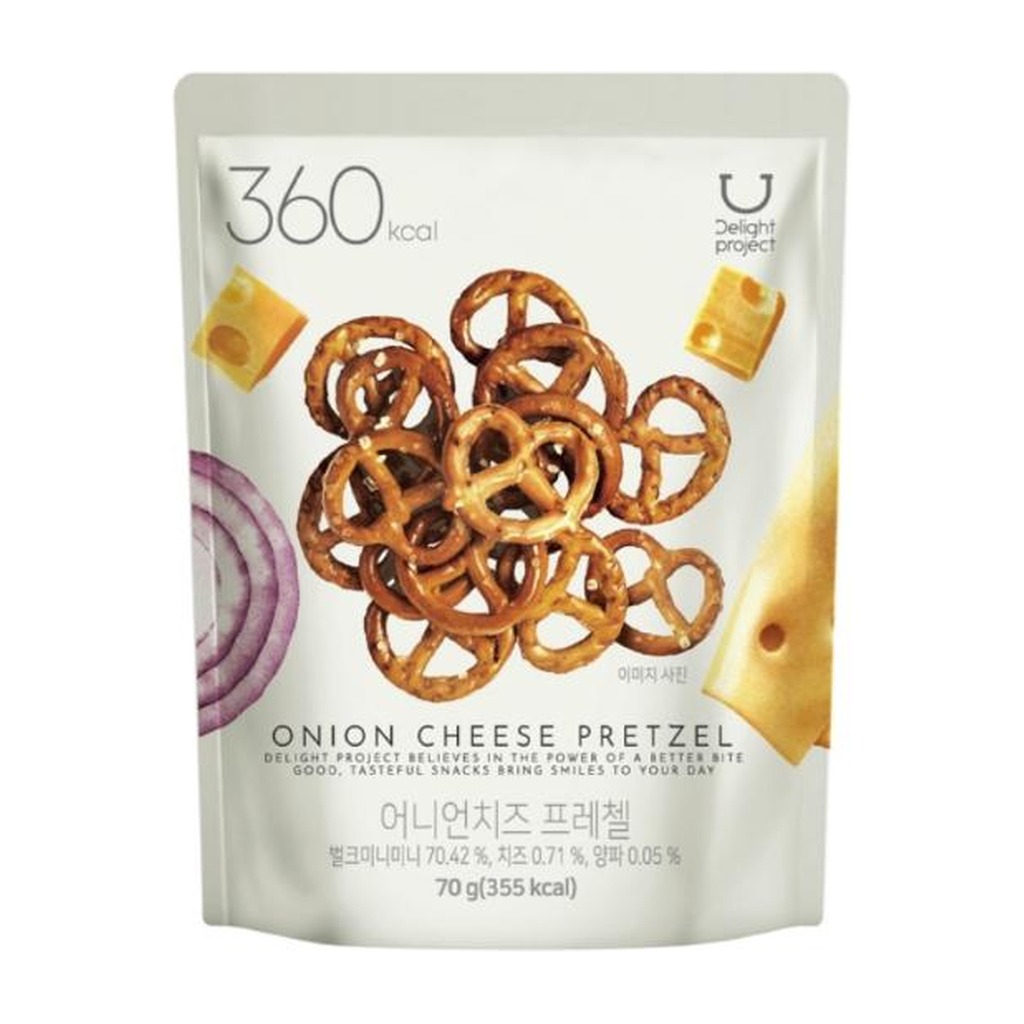 360 kcal
Delight
project
이미지 사진
ONION CHEESE PRETZEL
DELIGHT PROJECT BELIEVES IN THE POWER OF A BETTER BITE
GOOD, TASTEFUL SNACKS BRING SMILES TO YOUR DAY
어니언치즈 프레첼
벌크미니미니 70.42 %, 치즈 0.71 %, 양파 0.05 %
70 g(355 kcal)